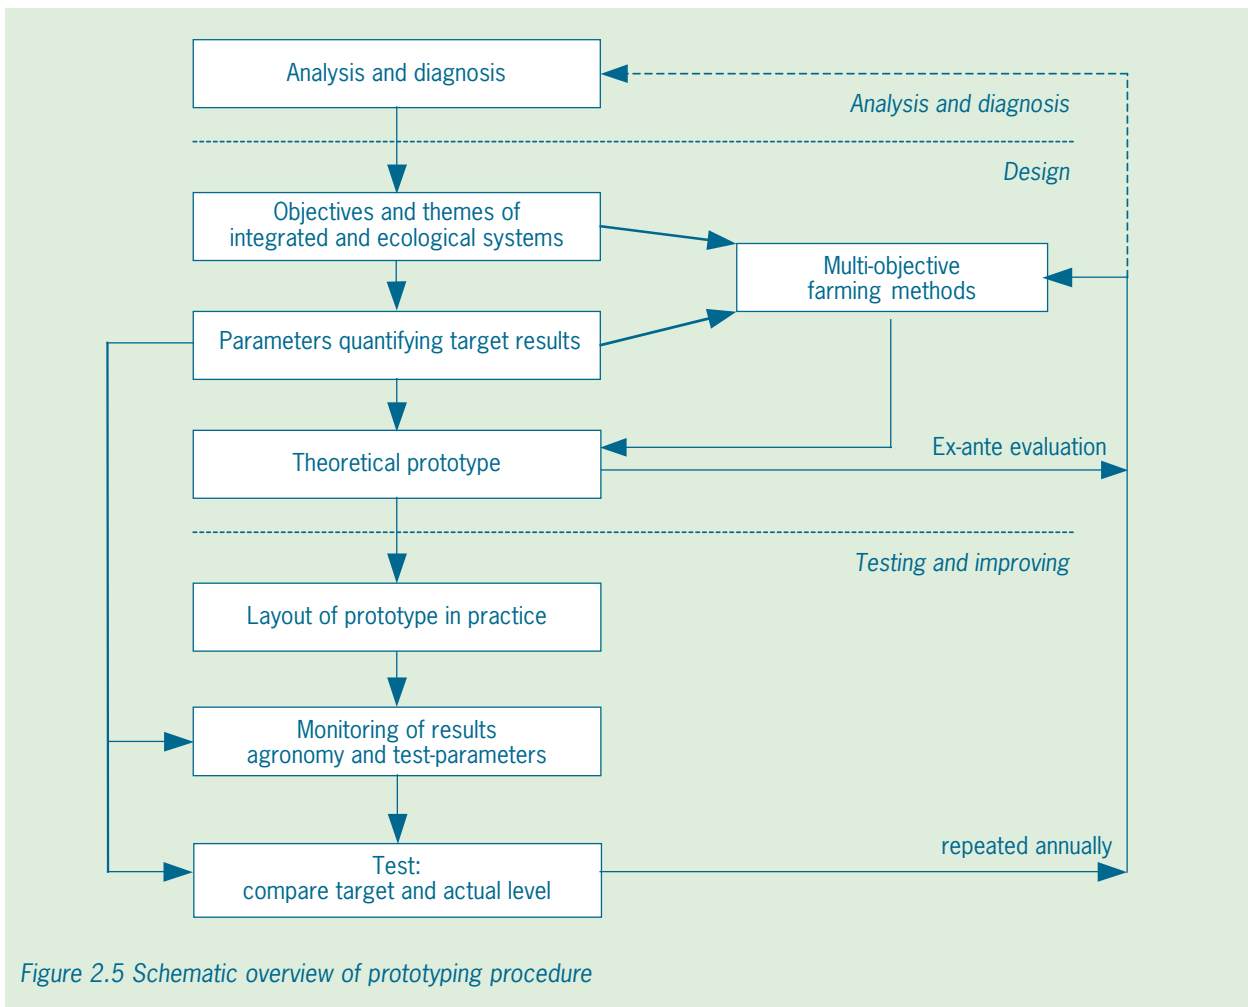 Analysis and diagnosis
Analysis and diagnosis
Design
Objectives and themes of
integrated and ecological systems
Multi-objective
farming methods
Parameters quantifying target results
Theoretical prototype
Ex-ante evaluation
Testing and improving
Layout of prototype in practice
Monitoring of results
agronomy and test-parameters
repeated annually
Test:
compare target and actual level
Figure 2.5 Schematic overview of prototyping procedure